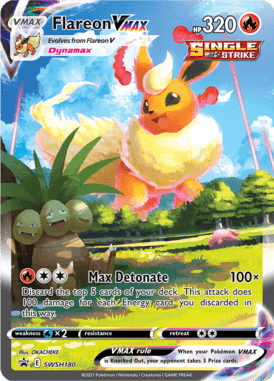 VMAX Flareon VMAX HP 320
Evolves from Flareon V
SINGLE STRIKE
Dynamax
Max Detonate 100×
Discard the top 5 cards of your deck. This attack does
100 damage for each Energy card you discarded in
this way.
weakness ×2 resistance retreat
VMAX rule When your Pokémon VMAX
is Knocked Out, your opponent takes 3 Prize cards.
Illus. OKACHEKE
E SWSH180
©2021 Pokémon / Nintendo / Creatures / GAME FREAK